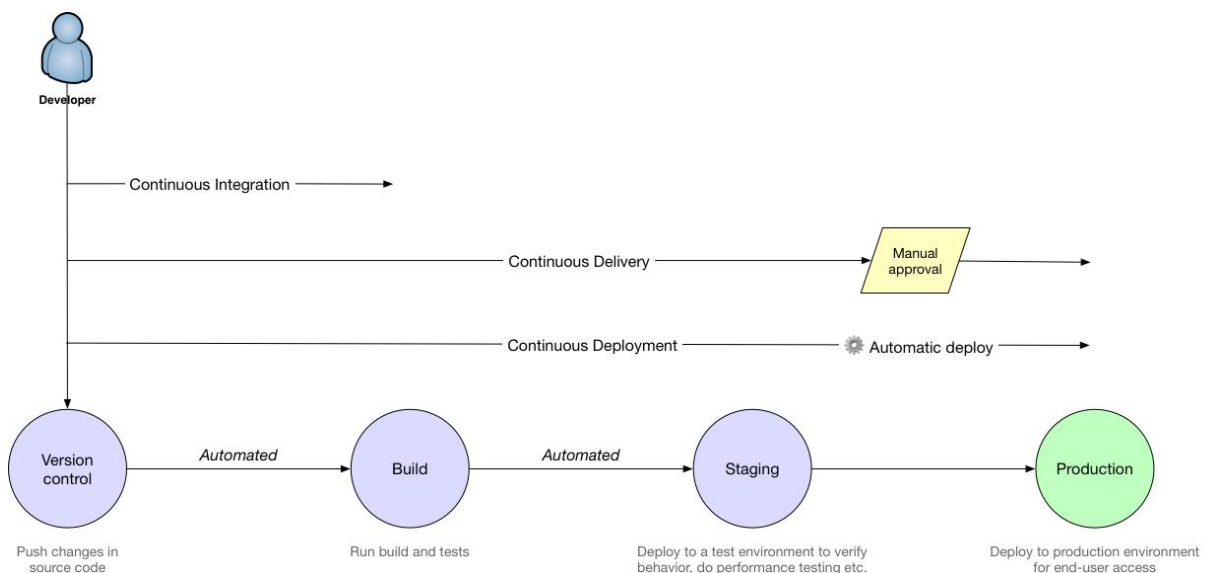 Developer
Continuous Integration
Continuous Delivery
Manual
approval
Continuous Deployment
Automatic deploy
Version
control
Automated
Build
Automated
Staging
Production
Push changes in
source code
Run build and tests
Deploy to a test environment to verify
behavior, do performance testing etc.
Deploy to production environment
for end-user access